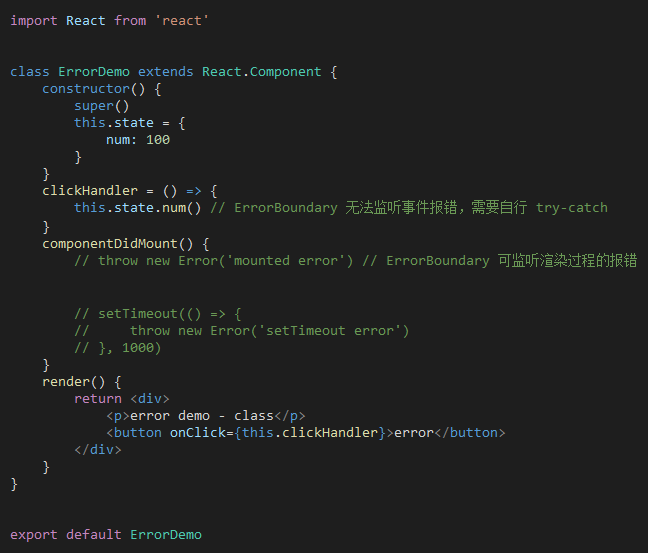 import React from 'react'
class ErrorDemo extends React.Component {
constructor() {
super()
this.state = {
num: 100
}
}
clickHandler = () => {
this.state.num() // ErrorBoundary 无法监听事件报错，需要自行 try-catch
}
componentDidMount() {
// throw new Error('mounted error') // ErrorBoundary 可监听渲染过程的报错
// setTimeout(() => {
//     throw new Error('setTimeout error')
// }, 1000)
}
render() {
return <div>
<p>error demo - class</p>
<button onClick={this.clickHandler}>error</button>
</div>
}
}
export default ErrorDemo